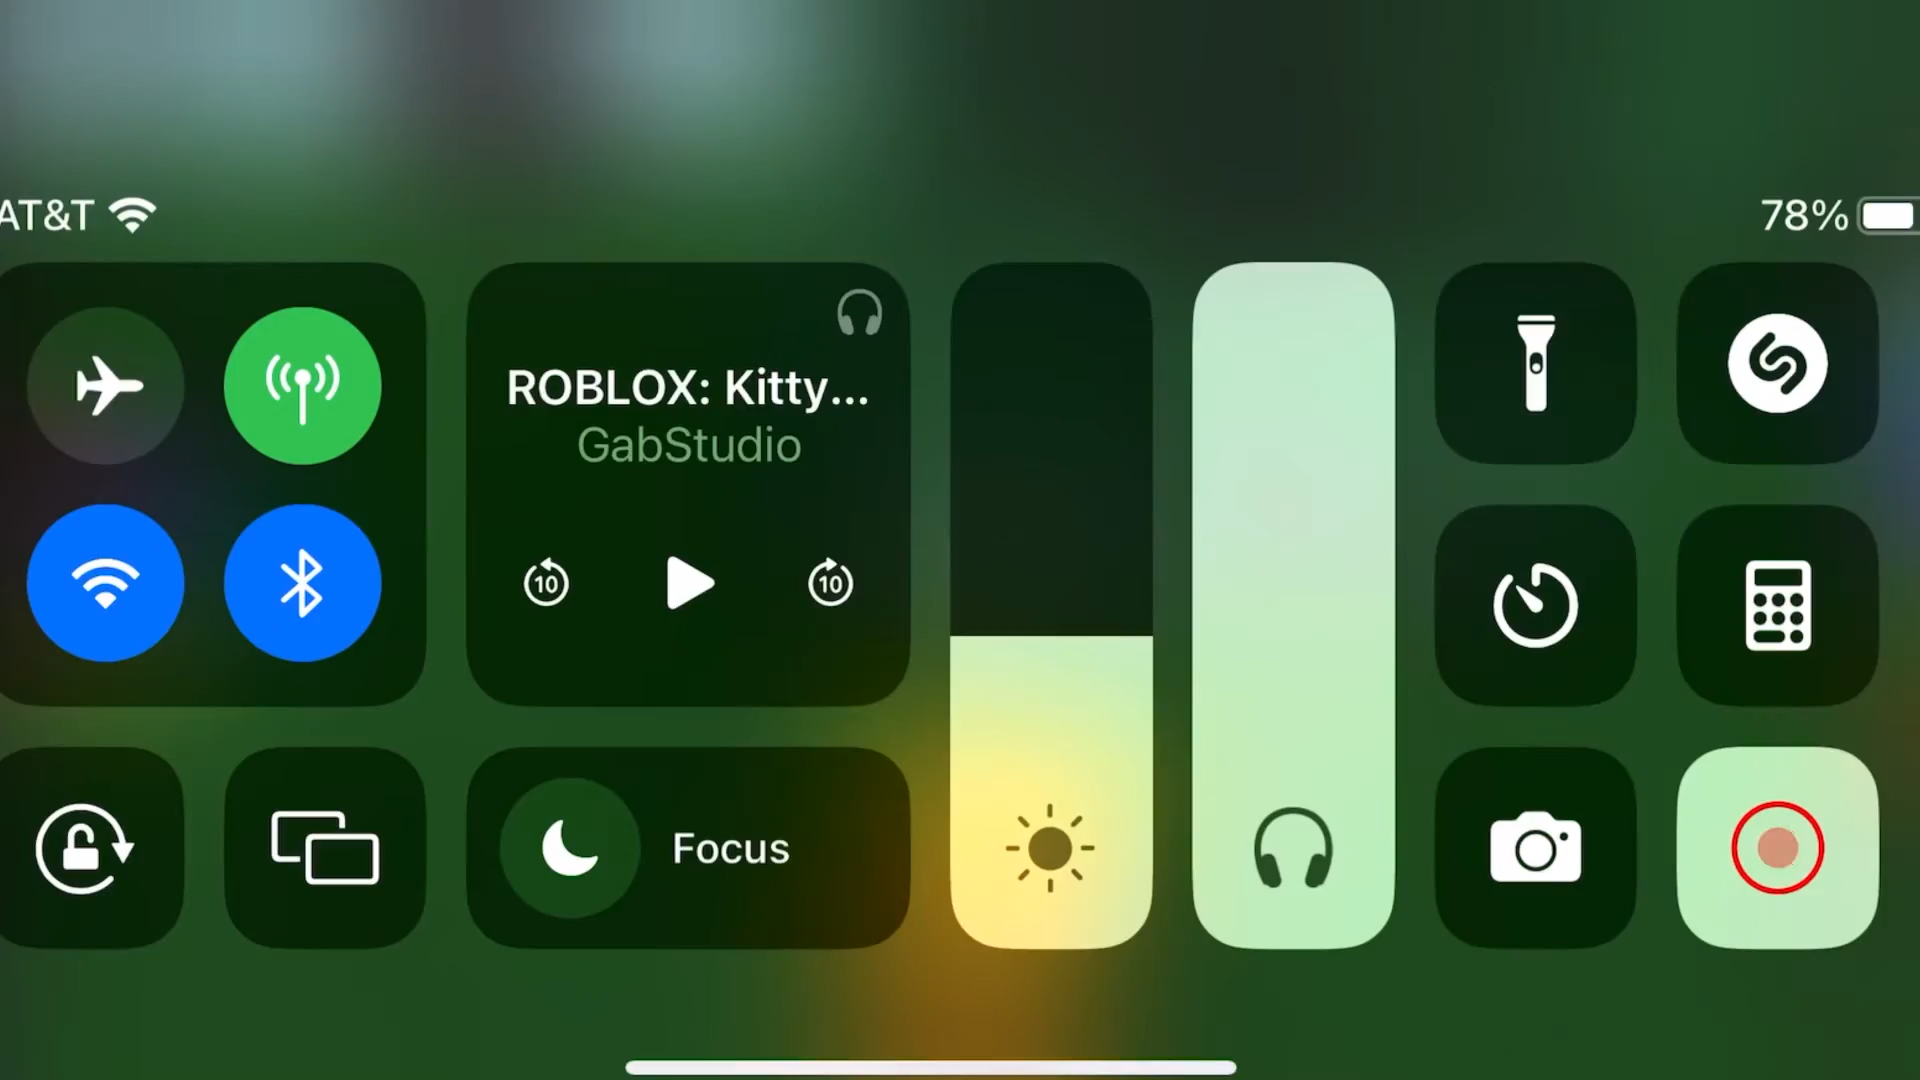 AT&T
78%
ROBLOX: Kitty...
GabStudio
10
10
Focus